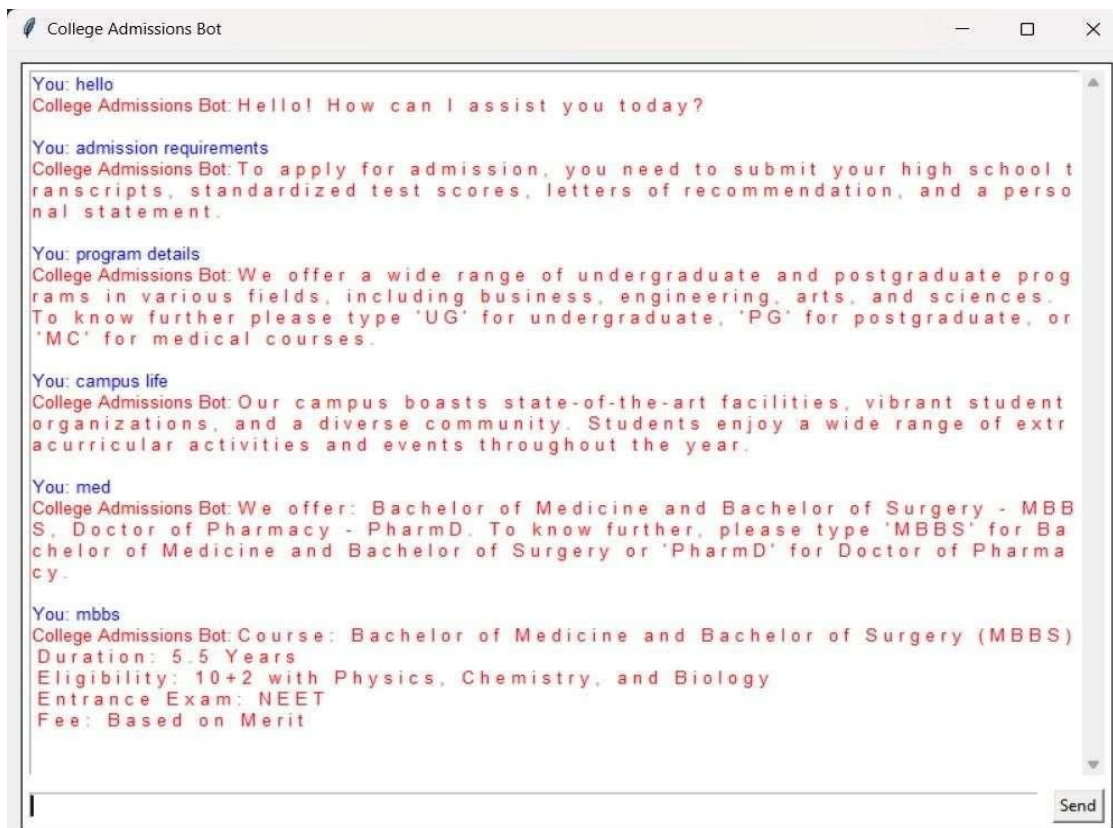 College Admissions Bot
You: hello
College Admissions Bot: Hello! How can I assist you today?
You: admission requirements
College Admissions Bot: To apply for admission, you need to submit your high school t
ranscripts, standardized test scores, letters of recommendation, and a perso
nal statement.
You: program details
College Admissions Bot: We offer a wide range of undergraduate and postgraduate prog
rams in various fields, including business, engineering, arts, and sciences.
To know further please type 'UG' for undergraduate, 'PG' for postgraduate, or
'MC' for medical courses.
You: campus life
College Admissions Bot: Our campus boasts state-of-the-art facilities, vibrant student
organizations, and a diverse community. Students enjoy a wide range of extr
acurricular activities and events throughout the year.
You: med
College Admissions Bot: We offer: Bachelor of Medicine and Bachelor of Surgery - MBB
S, Doctor of Pharmacy - PharmD. To know further, please type 'MBBS' for Ba
chelor of Medicine and Bachelor of Surgery or 'PharmD' for Doctor of Pharma
cy.
You: mbbs
College Admissions Bot: Course: Bachelor of Medicine and Bachelor of Surgery (MBBS)
Duration: 5.5 Years
Eligibility: 10+2 with Physics, Chemistry, and Biology
Entrance Exam: NEET
Fee: Based on Merit
Send